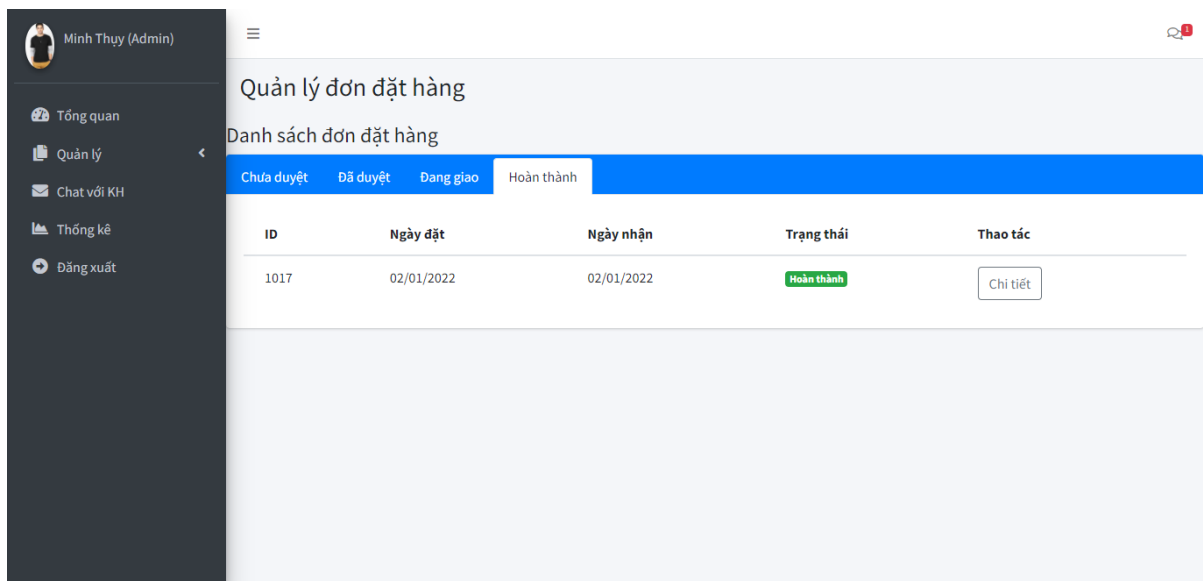 Minh Thụy (Admin)
Tổng quan
Quản lý
Chat với KH
Thống kê
Đăng xuất
1
Quản lý đơn đặt hàng
Danh sách đơn đặt hàng
Chưa duyệt Đã duyệt Đang giao Hoàn thành
ID Ngày đặt Ngày nhận Trạng thái Thao tác
1017 02/01/2022 02/01/2022 Hoàn thành Chi tiết